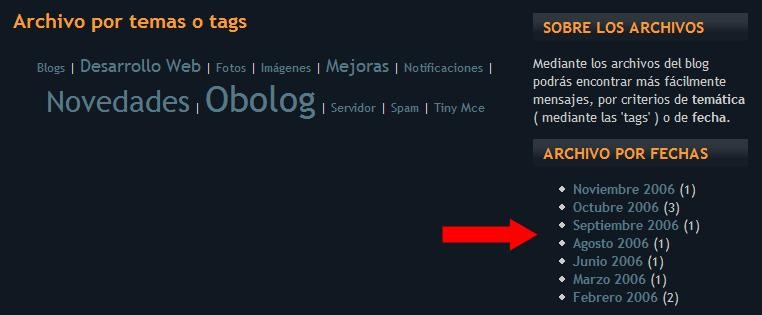 Archivo por temas o tags
Blogs | Desarrollo Web | Fotos | Imágenes | Mejoras | Notificaciones |
Novedades | Obolog | Servidor | Spam | Tiny Mce
SOBRE LOS ARCHIVOS
Mediante los archivos del blog
podrás encontrar más fácilmente
mensajes, por criterios de temática
( mediante las 'tags' ) o de fecha.
ARCHIVO POR FECHAS
Noviembre 2006 (1)
Octubre 2006 (3)
Septiembre 2006 (1)
Agosto 2006 (1)
Junio 2006 (1)
Marzo 2006 (1)
Febrero 2006 (2)